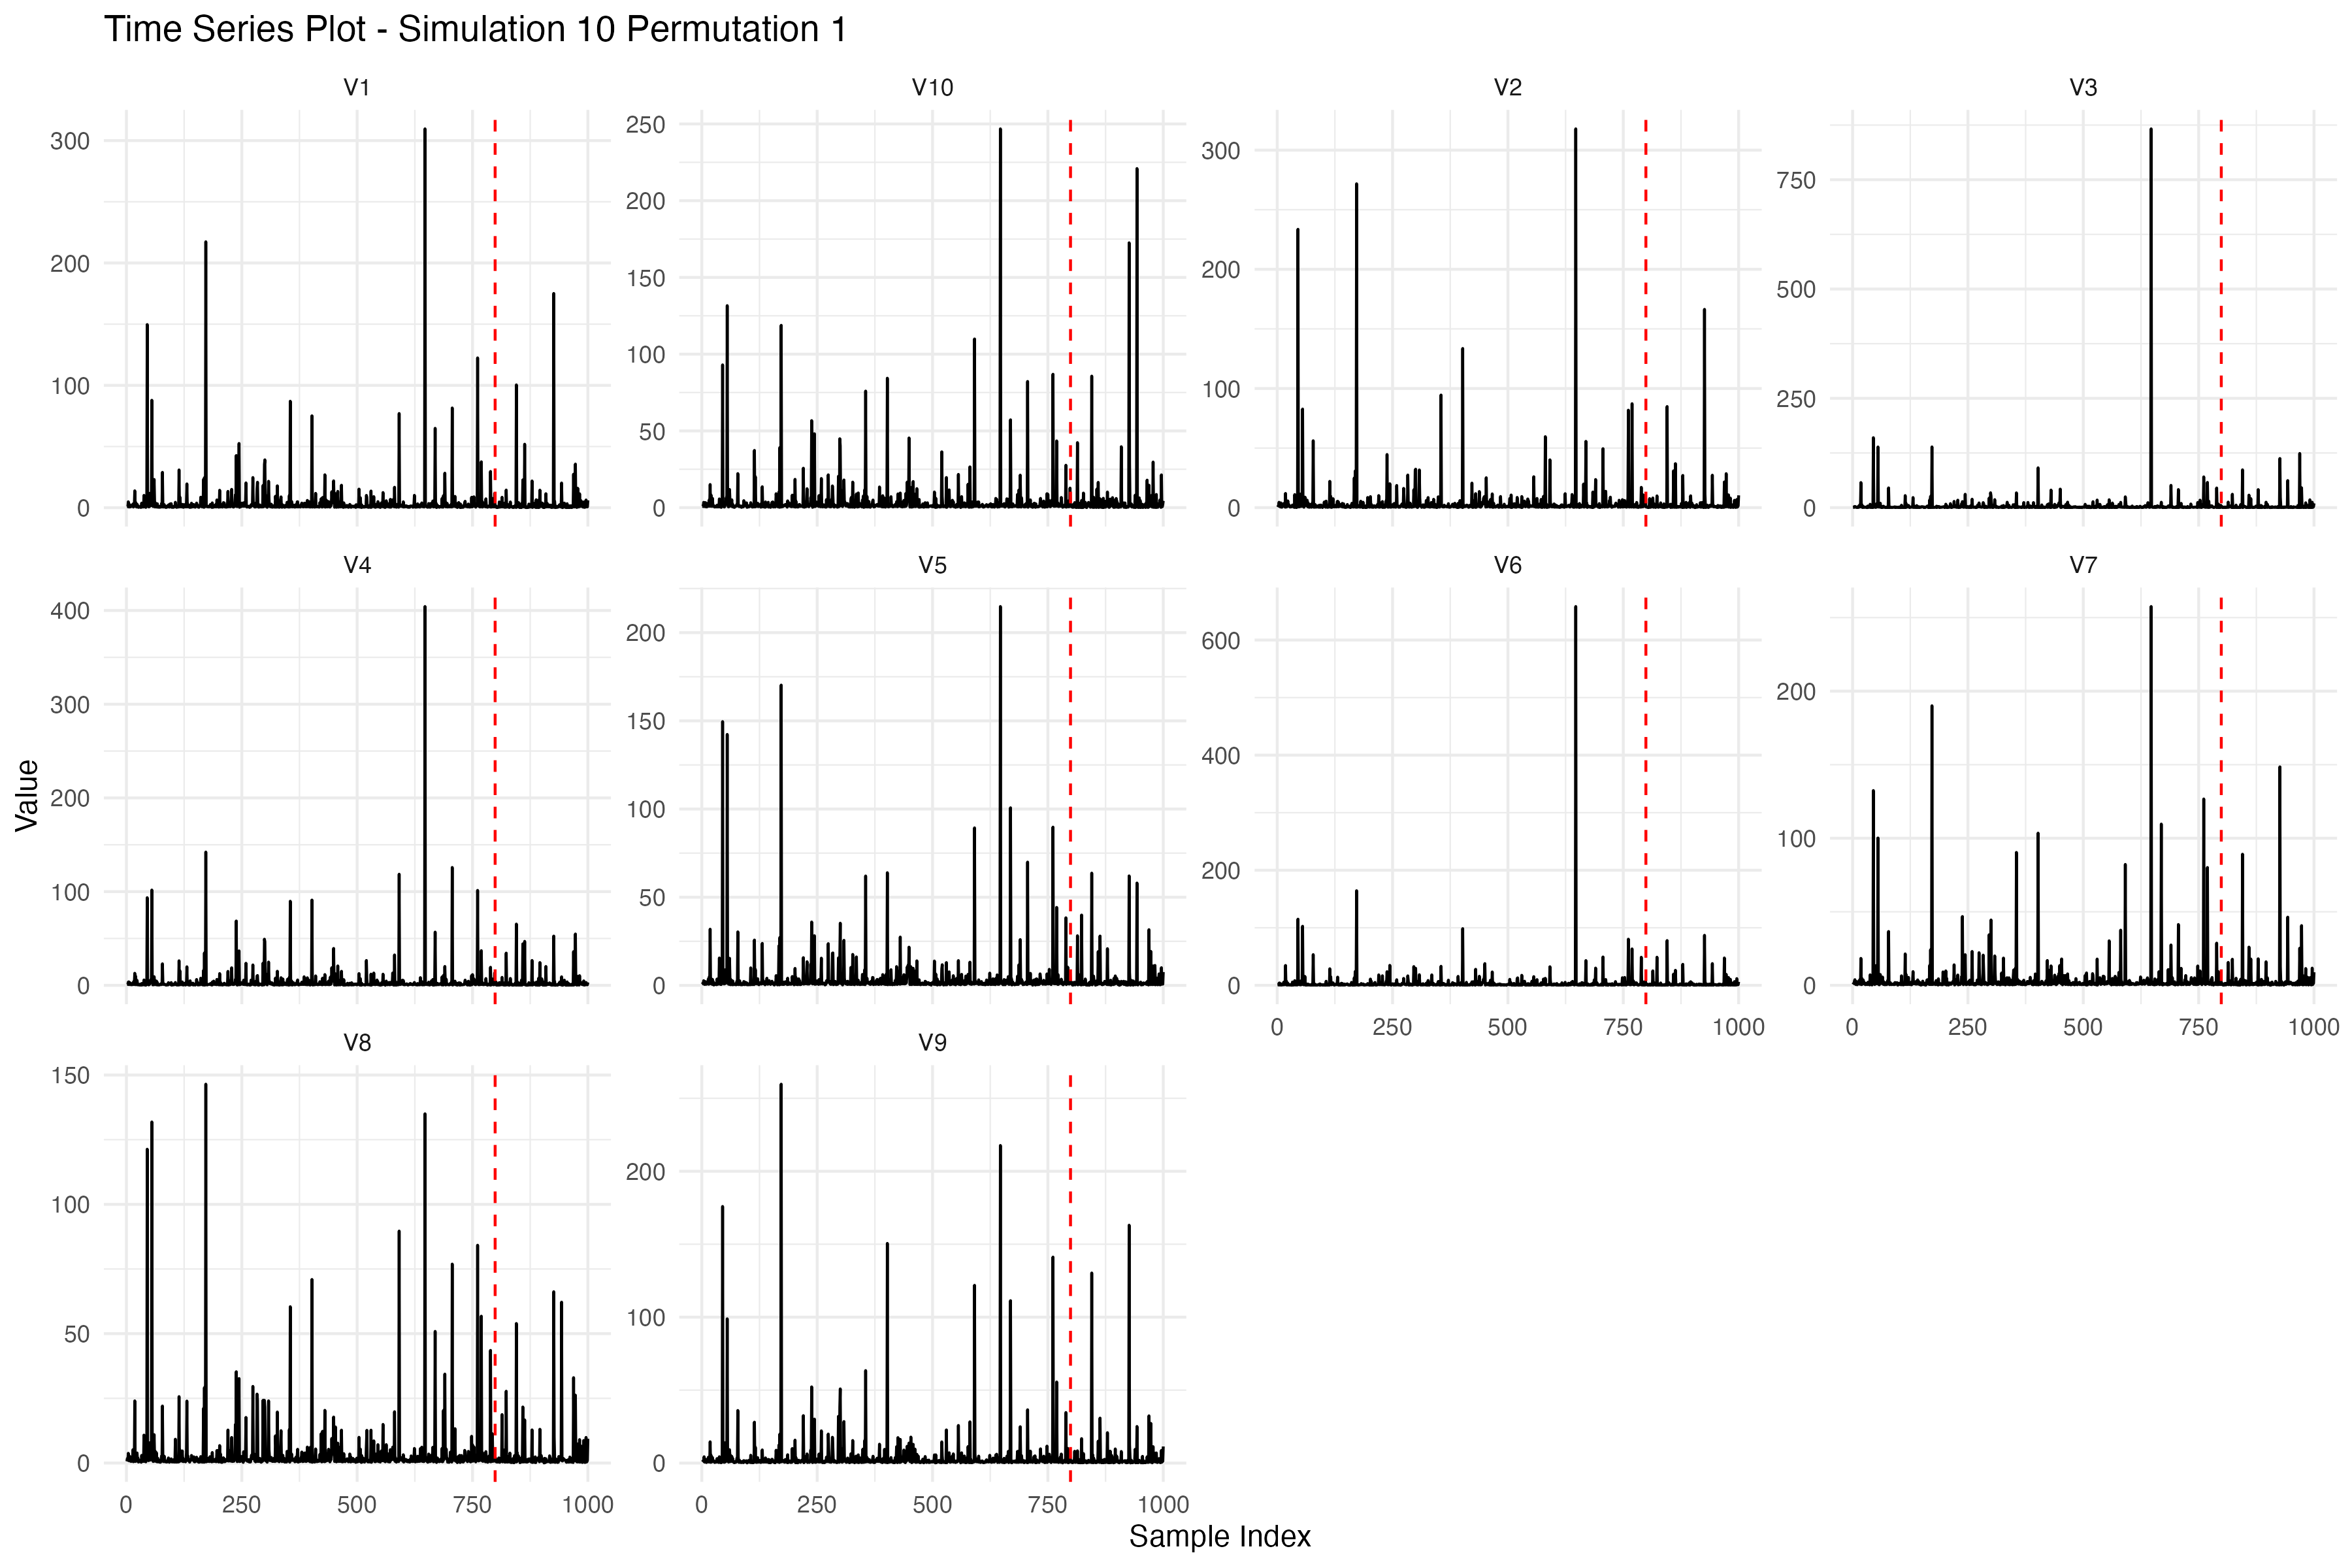 Time Series Plot - Simulation 10 Permutation 1
V1 V10 V2 V3
300 200 100 0
250 200 150 100 50 0
300 200 100 0
750 500 250 0
V4 V5 V6 V7
400 300 200 100 0
200 150 100 50 0
600 400 200 0
200 100 0
0 250 500 750 1000
0 250 500 750 1000
V8 V9
150 100 50 0
200 100 0
0 250 500 750 1000
0 250 500 750 1000
Value
Sample Index